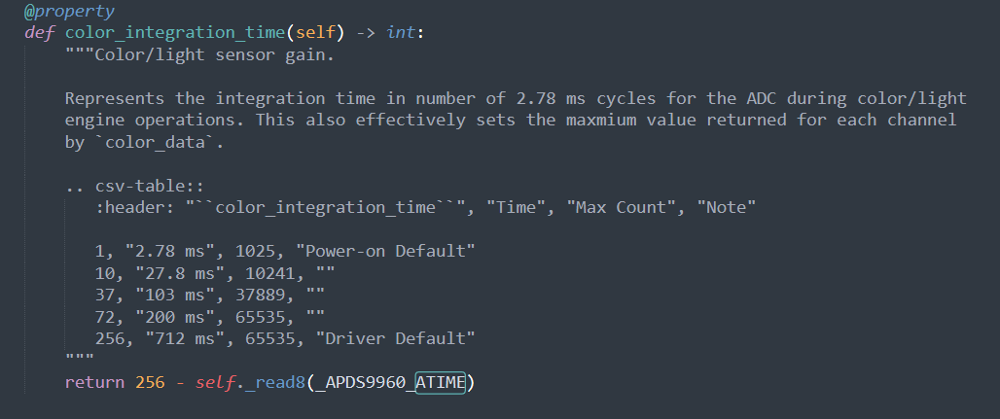 @property
def color_integration_time(self) -> int:
"""Color/light sensor gain.
Represents the integration time in number of 2.78 ms cycles for the ADC during color/light
engine operations. This also effectively sets the maxmium value returned for each channel
by `color_data`.
.. csv-table::
:header: "``color_integration_time``", "Time", "Max Count", "Note"
1, "2.78 ms", 1025, "Power-on Default"
10, "27.8 ms", 10241, ""
37, "103 ms", 37889, ""
72, "200 ms", 65535, ""
256, "712 ms", 65535, "Driver Default"
"""
return 256 - self._read8(_APDS9960_ATIME)